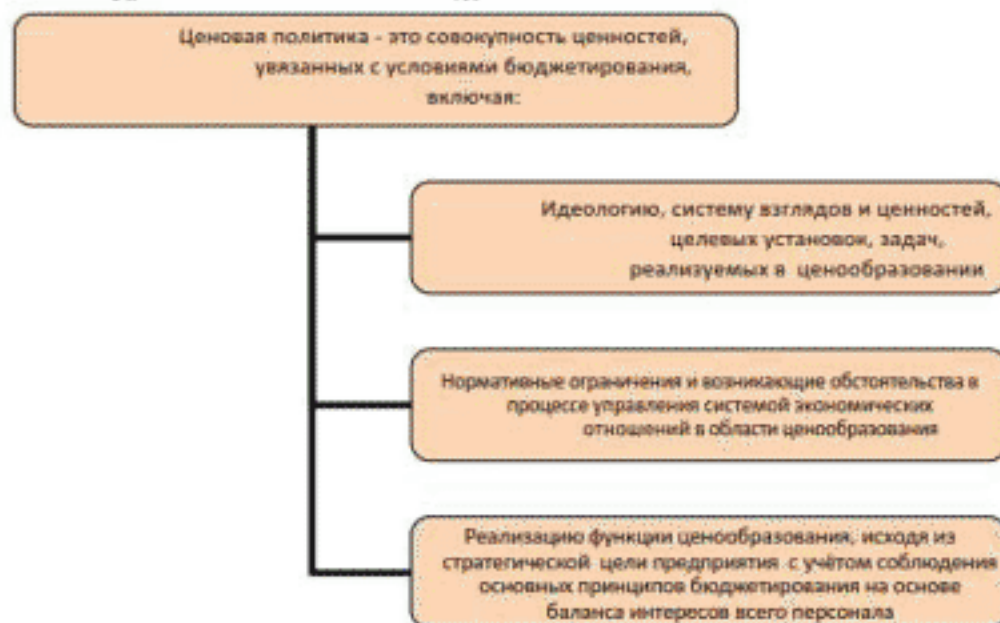 Ценовая политика - это совокупность ценностей,
увязанных с условиями бюджетирования,
включая:
Идеологию, систему взглядов и ценностей,
целевых установок, задач,
реализуемых в ценообразовании
Нормативные ограничения и возникающие обстоятельства в
процессе управления системой экономических
отношений в области ценообразования
Реализацию функции ценообразования, исходя из
стратегической цели предприятия с учётом соблюдения
основных принципов бюджетирования на основе
баланса интересов всего персонала